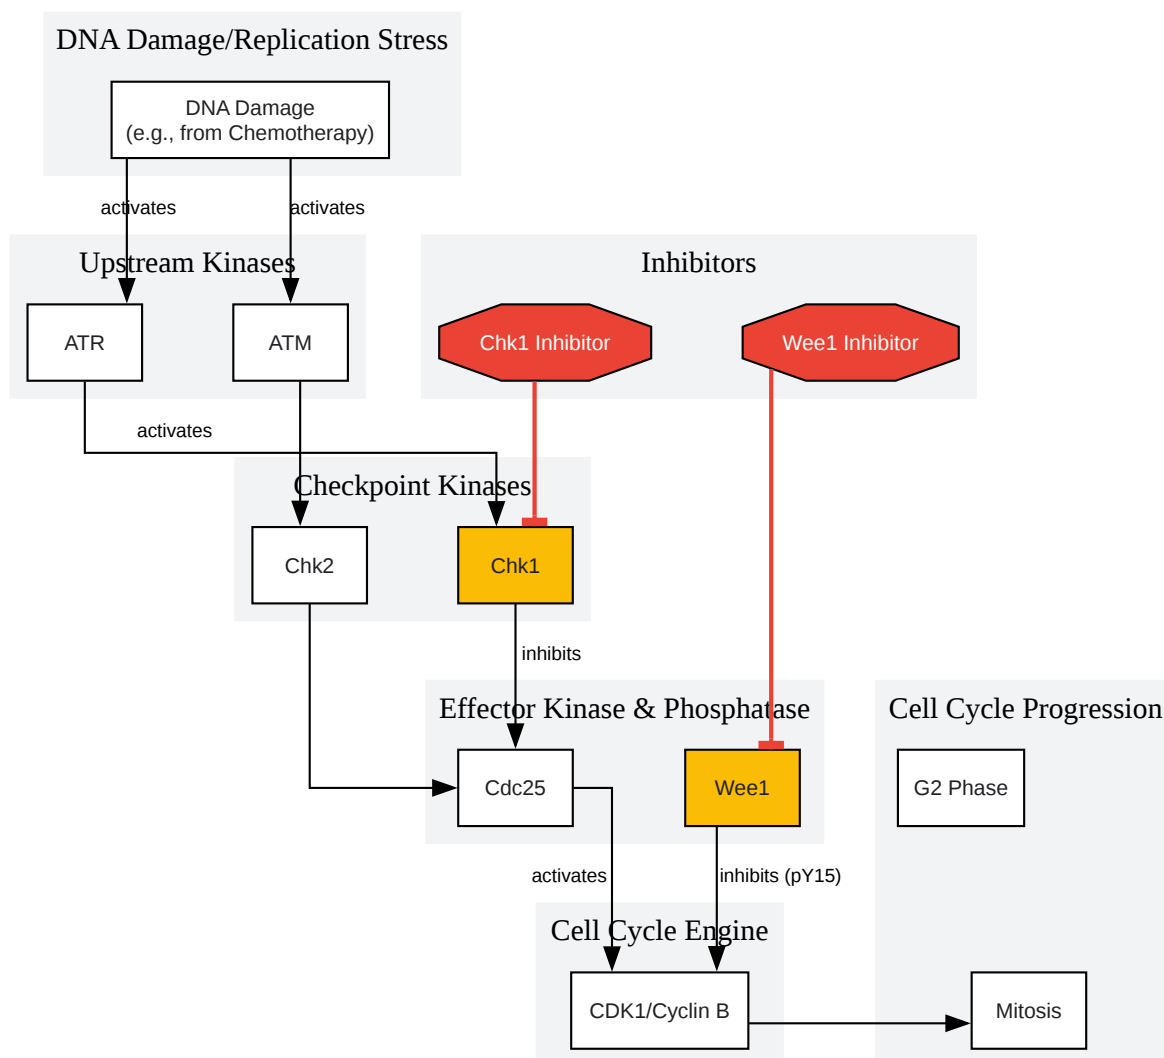 DNA Damage/Replication Stress
DNA Damage
(e.g., from Chemotherapy)
activates
activates
Upstream Kinases
Inhibitors
ATR
ATM
Chk1 Inhibitor
Wee1 Inhibitor
activates
Checkpoint Kinases
Chk2
Chk1
inhibits
Effector Kinase & Phosphatase
Cell Cycle Progression
Cdc25
Wee1
G2 Phase
activates
inhibits (pY15)
Cell Cycle Engine
CDK1/Cyclin B
Mitosis